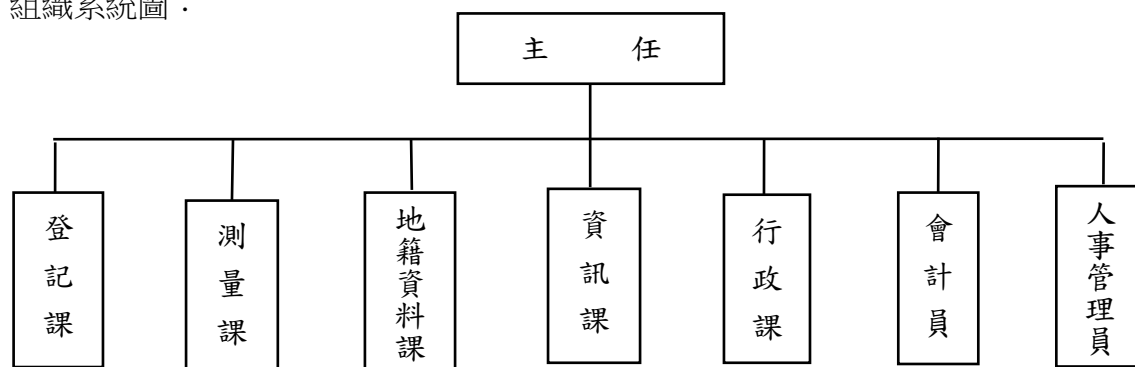 組織系統圖：
主 任
登記課
測量課
地籍資料課
資訊課
行政課
會計員
人事管理員